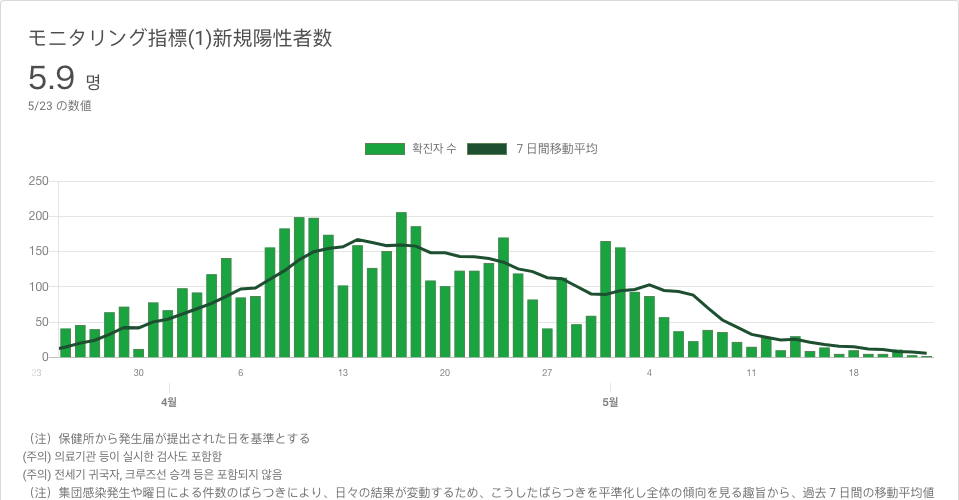 モニタリング指標(1)新規陽性者数
5.9 명
5/23 の数値
확진자 수 7 日間移動平均
250
200
150
100
50
0
23 30 6 13 20 27 4 11 18
4월 5월
（注）保健所から発生届が提出された日を基準とする
(주의) 의료기관 등이 실시한 검사도 포함함
(주의) 전세기 귀국자, 크루즈선 승객 등은 포함되지 않음
（注）集団感染発生や曜日による件数のばらつきにより、日々の結果が変動するため、こうしたばらつきを平準化し全体の傾向を見る趣旨から、過去７日間の移動平均値